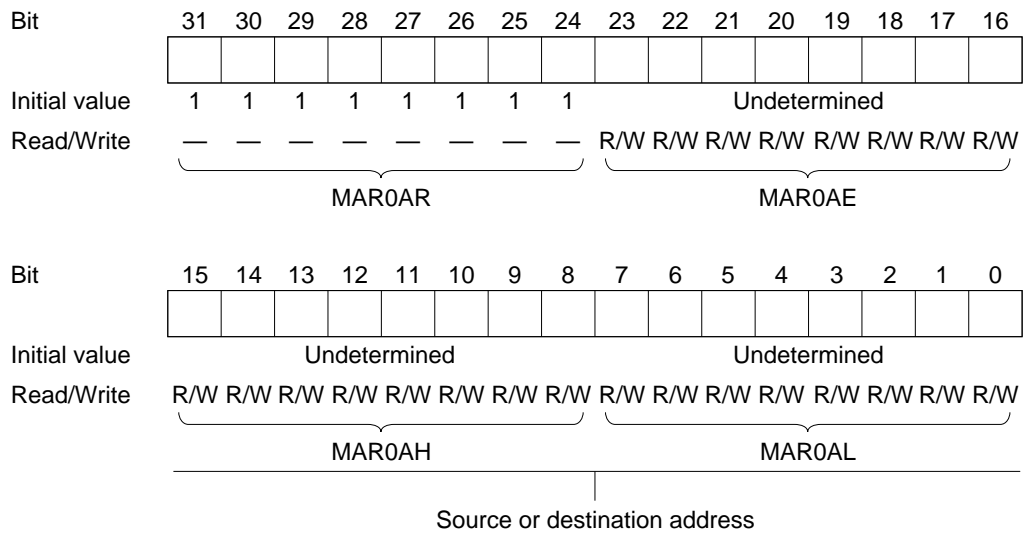 Bit 31 30 29 28 27 26 25 24 23 22 21 20 19 18 17 16
Initial value 1 1 1 1 1 1 1 1 Undetermined
Read/Write — — — — — — — — R/W R/W R/W R/W R/W R/W R/W R/W
MAR0AR MAR0AE
Bit 15 14 13 12 11 10 9 8 7 6 5 4 3 2 1 0
Initial value Undetermined Undetermined
Read/Write R/W R/W R/W R/W R/W R/W R/W R/W R/W R/W R/W R/W R/W R/W R/W R/W
MAR0AH MAR0AL
Source or destination address